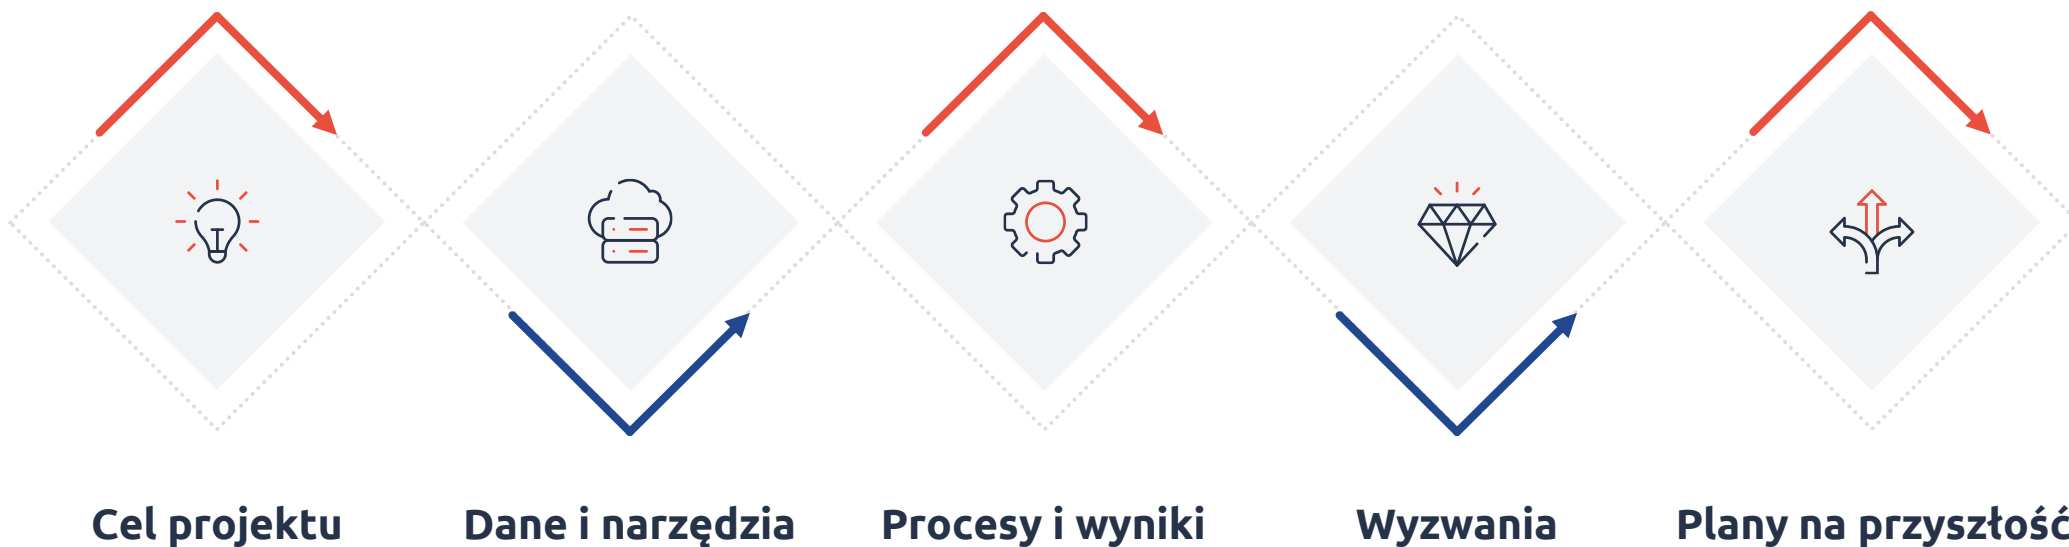 Cel projektu
Dane i narzędzia
Procesy i wyniki
Wyzwania
Plany na przyszłość